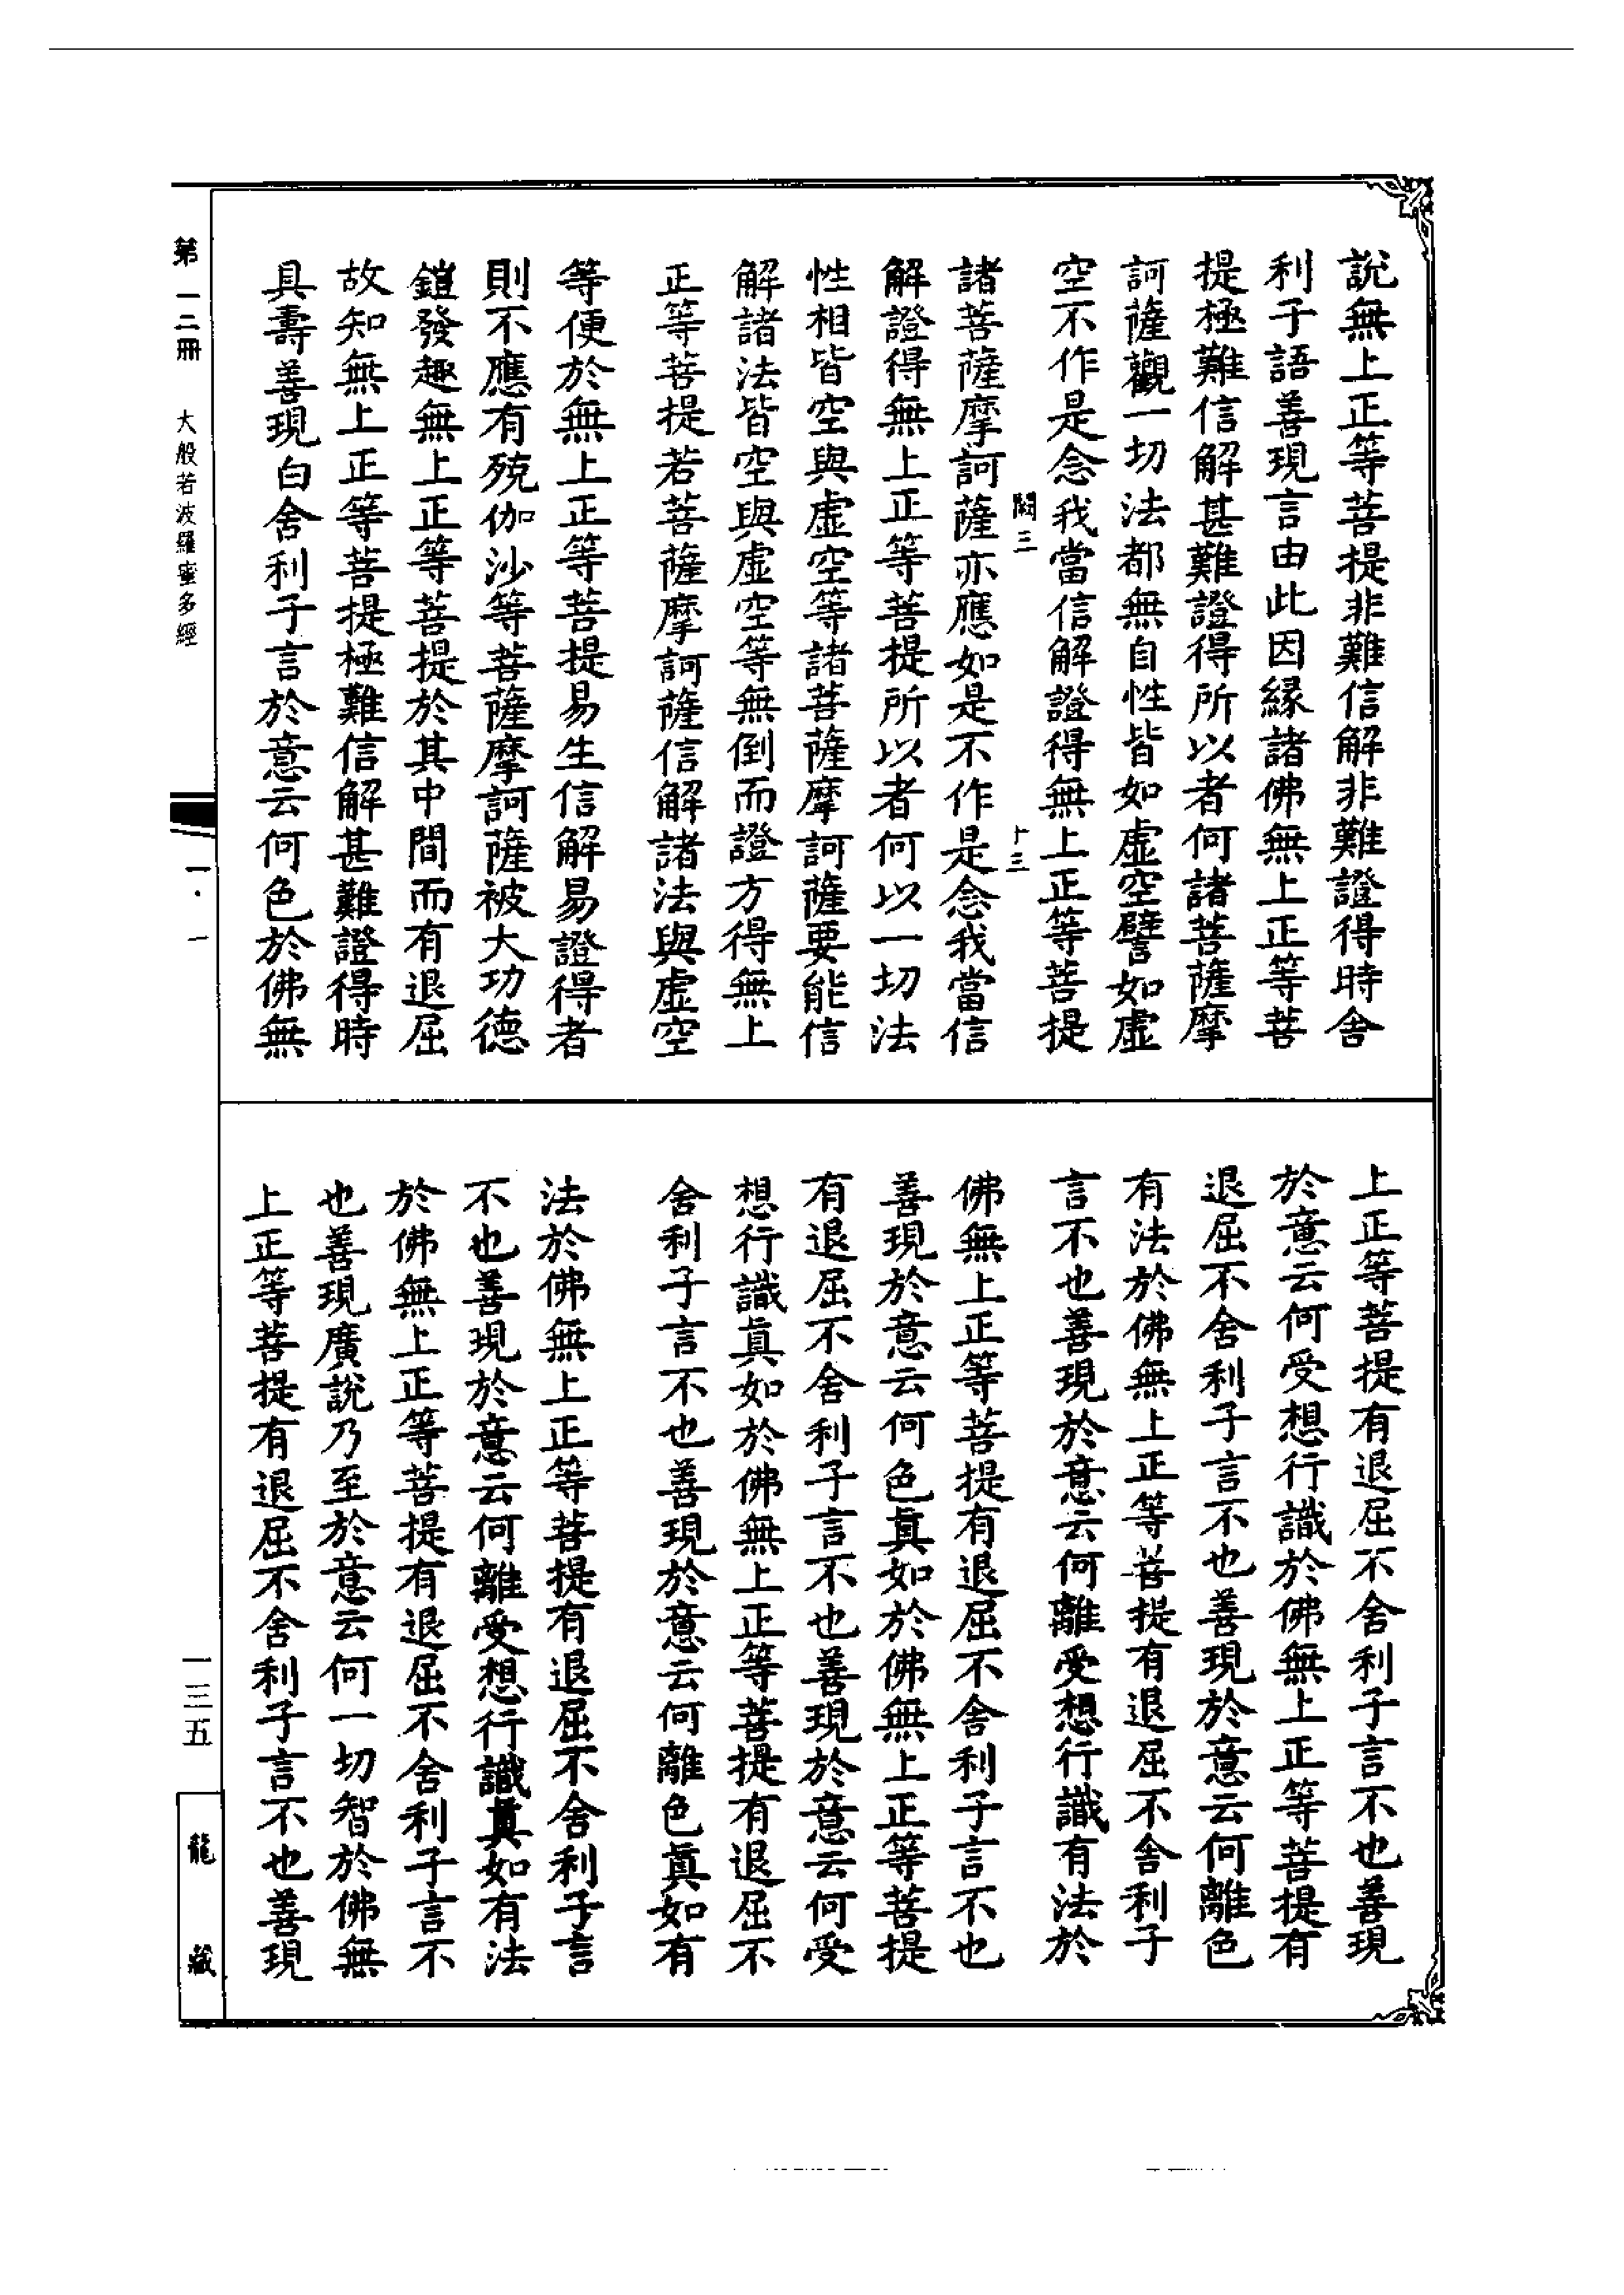 說無上正等菩提非難信解非難證得時舍
利子語善現言由此因緣諸佛無上正等菩
提極難信解甚難證得所以者何諸菩薩摩
訶薩觀一切法都無自性皆如虛空譬如虛
空不作是念我當信解證得無上正等菩提
閼三
十三
諸菩薩摩訶薩亦應如是不作是念我當信
解證得無上正等菩提所以者何以一切法
性相皆空與虛空等諸菩薩摩訶薩要能信
解諸法皆空與虛空等無倒而證方得無上
正等菩提若菩薩摩訶薩信解諸法與虛空
等便於無上正等菩提易生信解易證得者
則不應有殑伽沙等菩薩摩訶薩被大功德
鎧發趣無上正等菩提於其中間而有退屈
故知無上正等菩提極難信解甚難證得時
具壽善現白舍利子言於意云何色於佛無
上正等菩提有退屈不舍利子言不也善現
於意云何受想行識於佛無上正等菩提有
退屈不舍利子言不也善現於意云何離色
有法於佛無上正等菩提有退屈不舍利子
言不也善現於意云何離受想行識有法於
佛無上正等菩提有退屈不舍利子言不也
善現於意云何色眞如於佛無上正等菩提
有退屈不舍利子言不也善現於意云何受
想行識眞如於佛無上正等菩提有退屈不
舍利子言不也善現於意云何離色眞如有
法於佛無上正等菩提有退屈不舍利子言
不也善現於意云何離受想行識眞如有法
於佛無上正等菩提有退屈不舍利子言不
也善現廣說乃至於意云何一切智於佛無
上正等菩提有退屈不舍利子言不也善現
第一二冊 大般若波羅蜜多經
一·一
一三五
龍藏